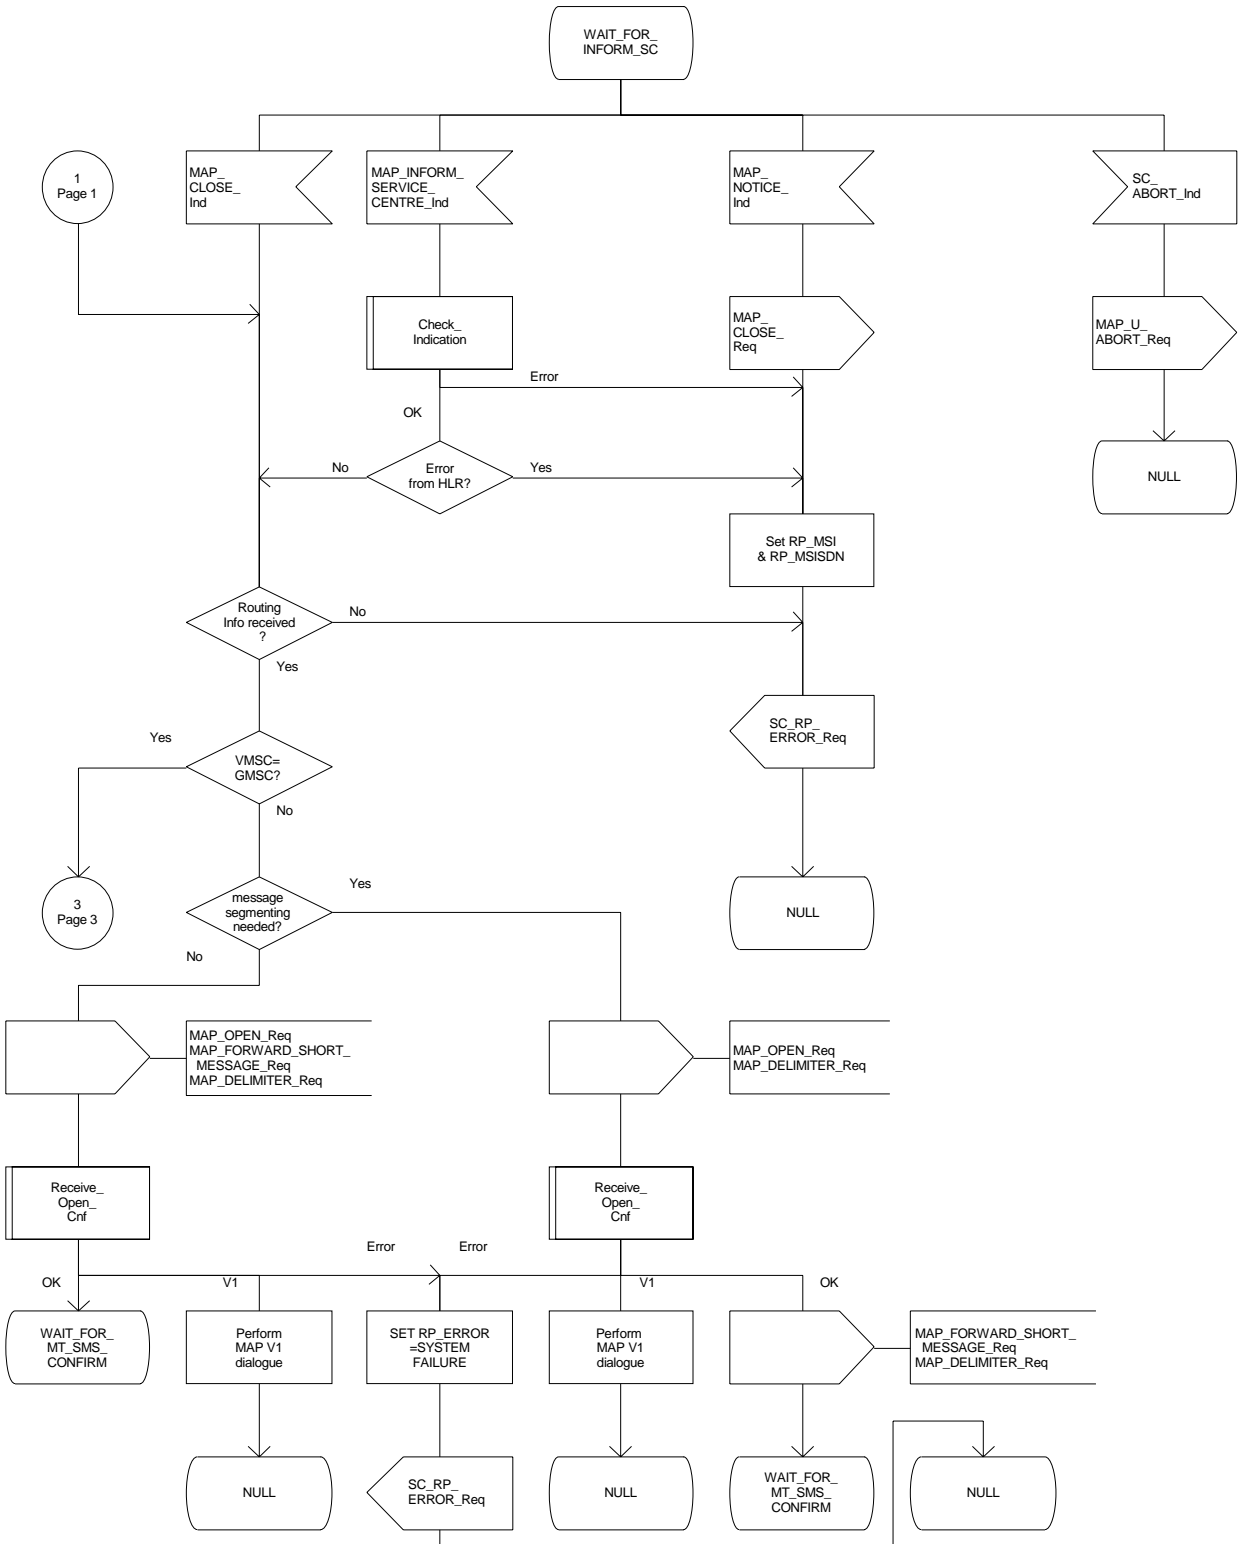 WAIT_FOR_
INFORM_SC
1
Page 1
MAP_
CLOSE_
Ind
MAP_INFORM_
SERVICE_
CENTRE_Ind
MAP_
NOTICE_
Ind
SC_
ABORT_Ind
Check_
Indication
MAP_
CLOSE_
Req
MAP_U_
ABORT_Req
Error
OK
No
Error
from HLR?
Yes
NULL
Set RP_MSI
& RP_MSISDN
Routing
Info received
?
No
Yes
SC_RP_
ERROR_Req
Yes
VMSC=
GMSC?
No
3
Page 3
message
segmenting
needed?
Yes
No
NULL
MAP_OPEN_Req
MAP_FORWARD_SHORT_
MESSAGE_Req
MAP_DELIMITER_Req
MAP_OPEN_Req
MAP_DELIMITER_Req
Receive_
Open_
Cnf
Receive_
Open_
Cnf
Error
Error
OK
V1
V1
OK
WAIT_FOR_
MT_SMS_
CONFIRM
Perform
MAP V1
dialogue
SET RP_ERROR
=SYSTEM
FAILURE
Perform
MAP V1
dialogue
MAP_FORWARD_SHORT_
MESSAGE_Req
MAP_DELIMITER_Req
NULL
SC_RP_
ERROR_Req
NULL
WAIT_FOR_
MT_SMS_
CONFIRM
NULL